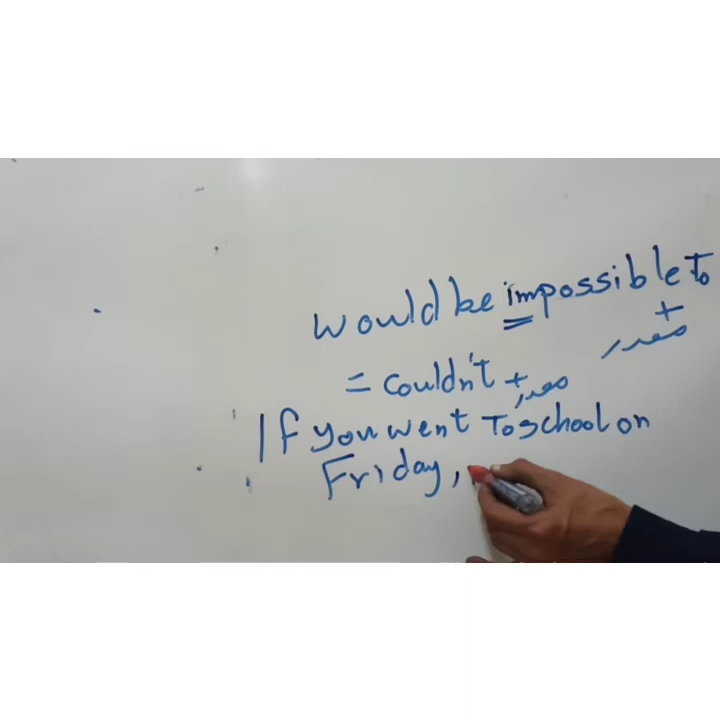 would be impossible to
+ مصدر
= couldn't + مصدر
If you went to school on
Friday,